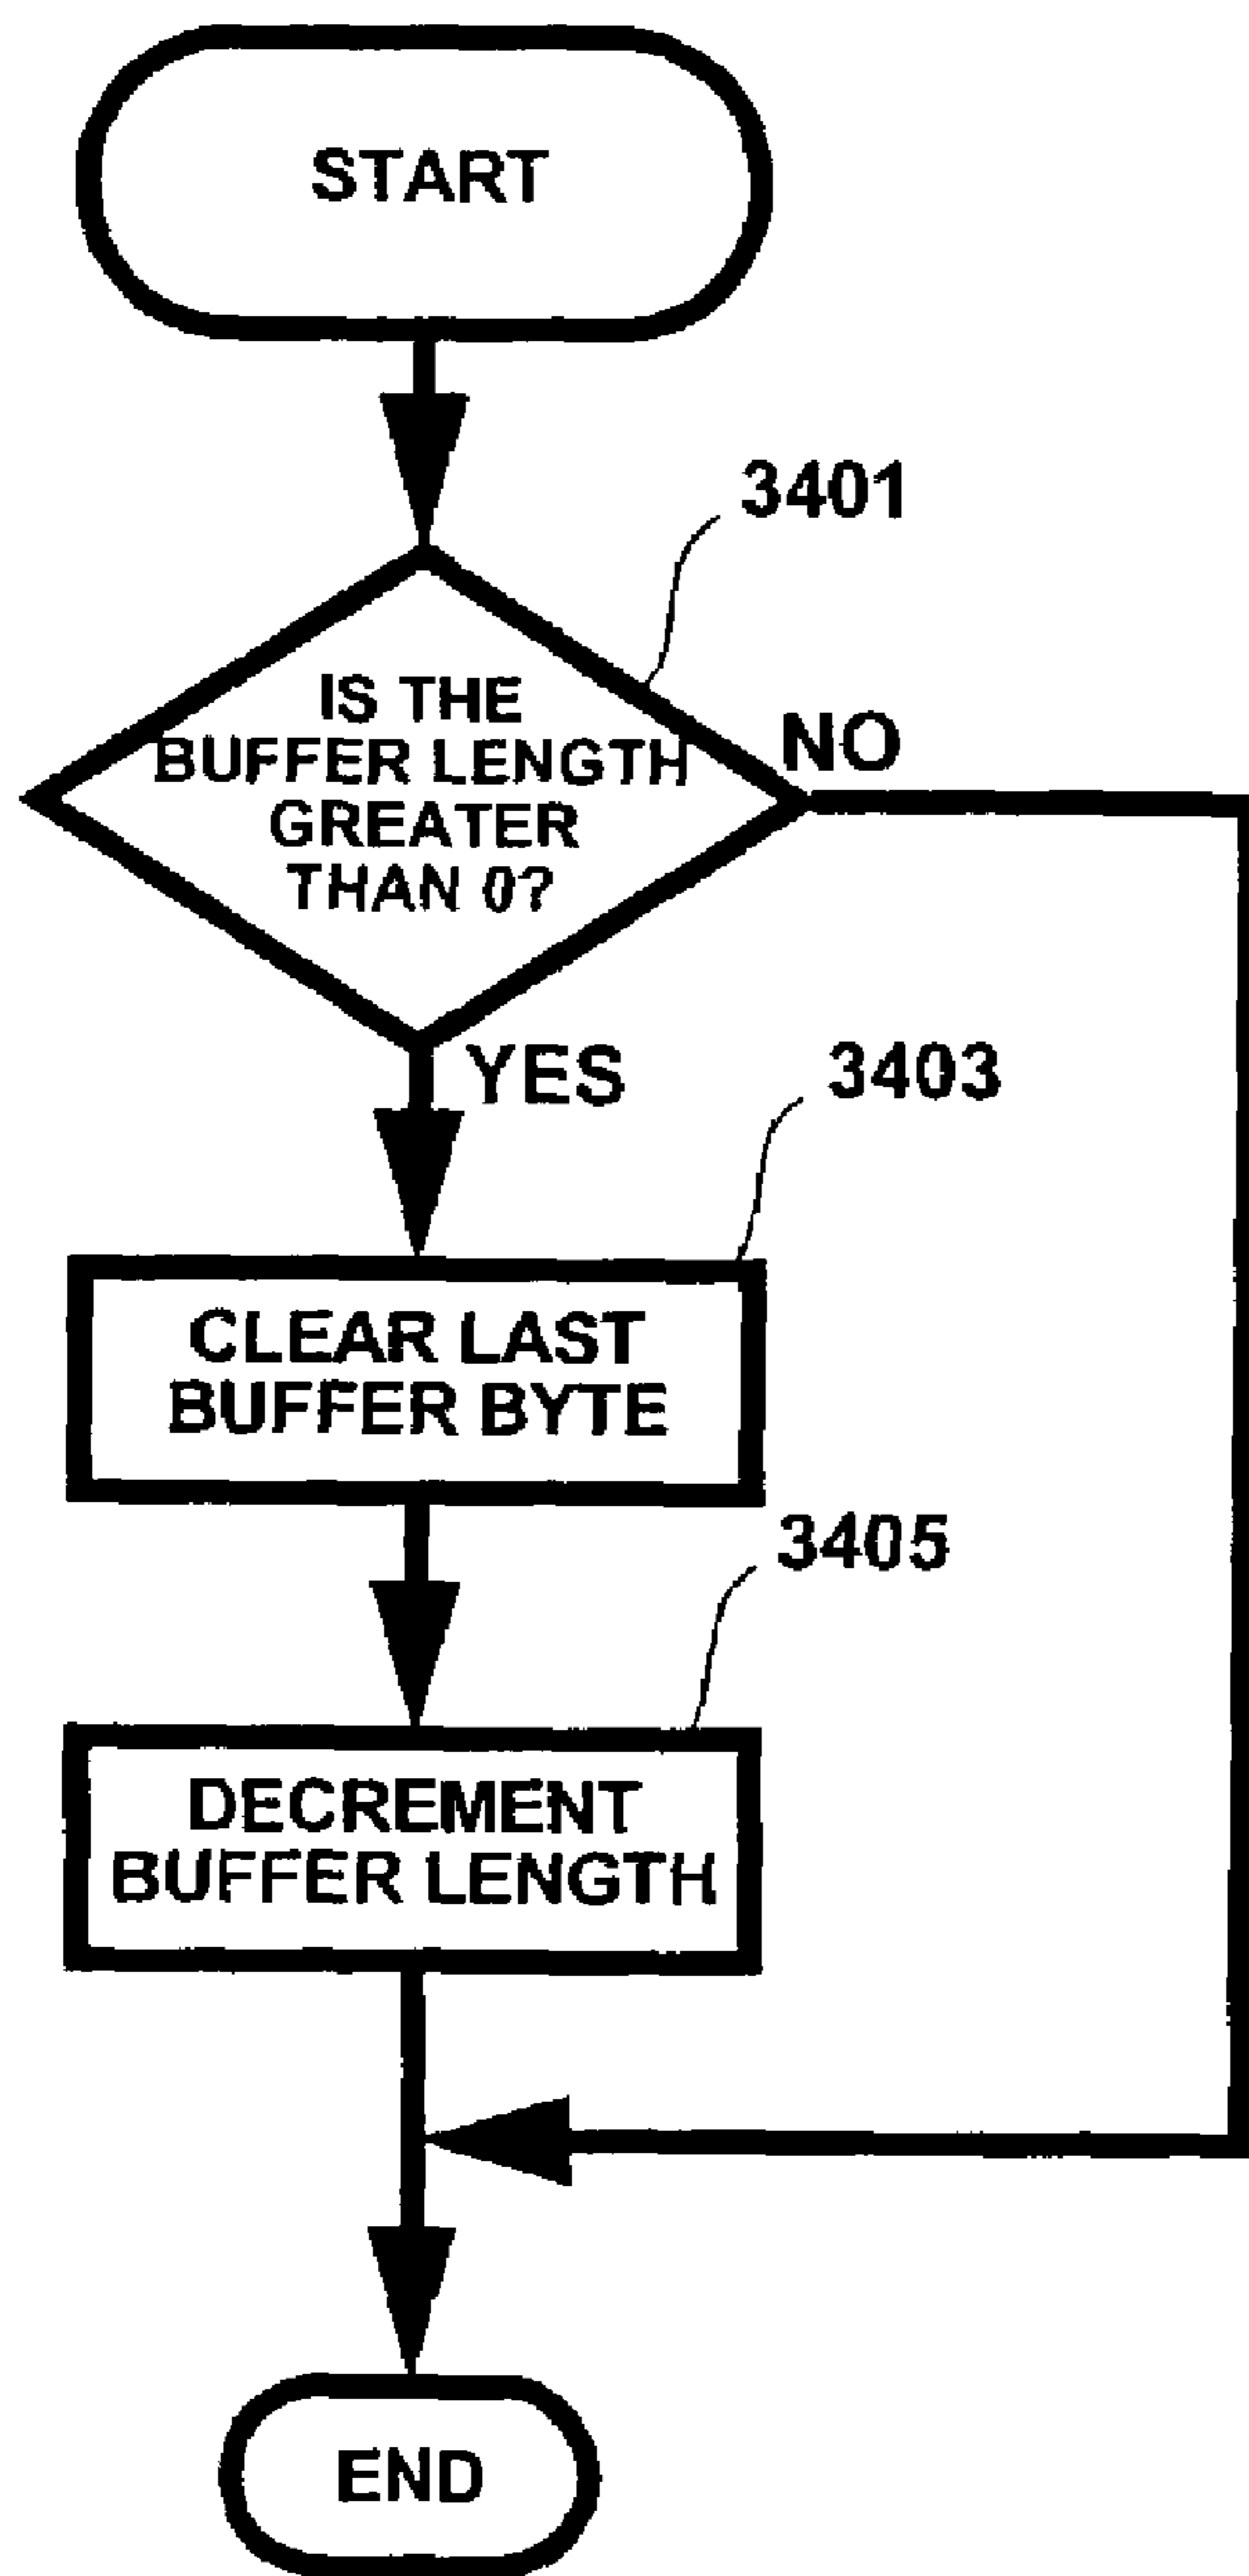 START
3401
IS THE
BUFFER LENGTH
GREATER
THAN 0?
NO
YES
3403
CLEAR LAST
BUFFER BYTE
3405
DECREMENT
BUFFER LENGTH
END